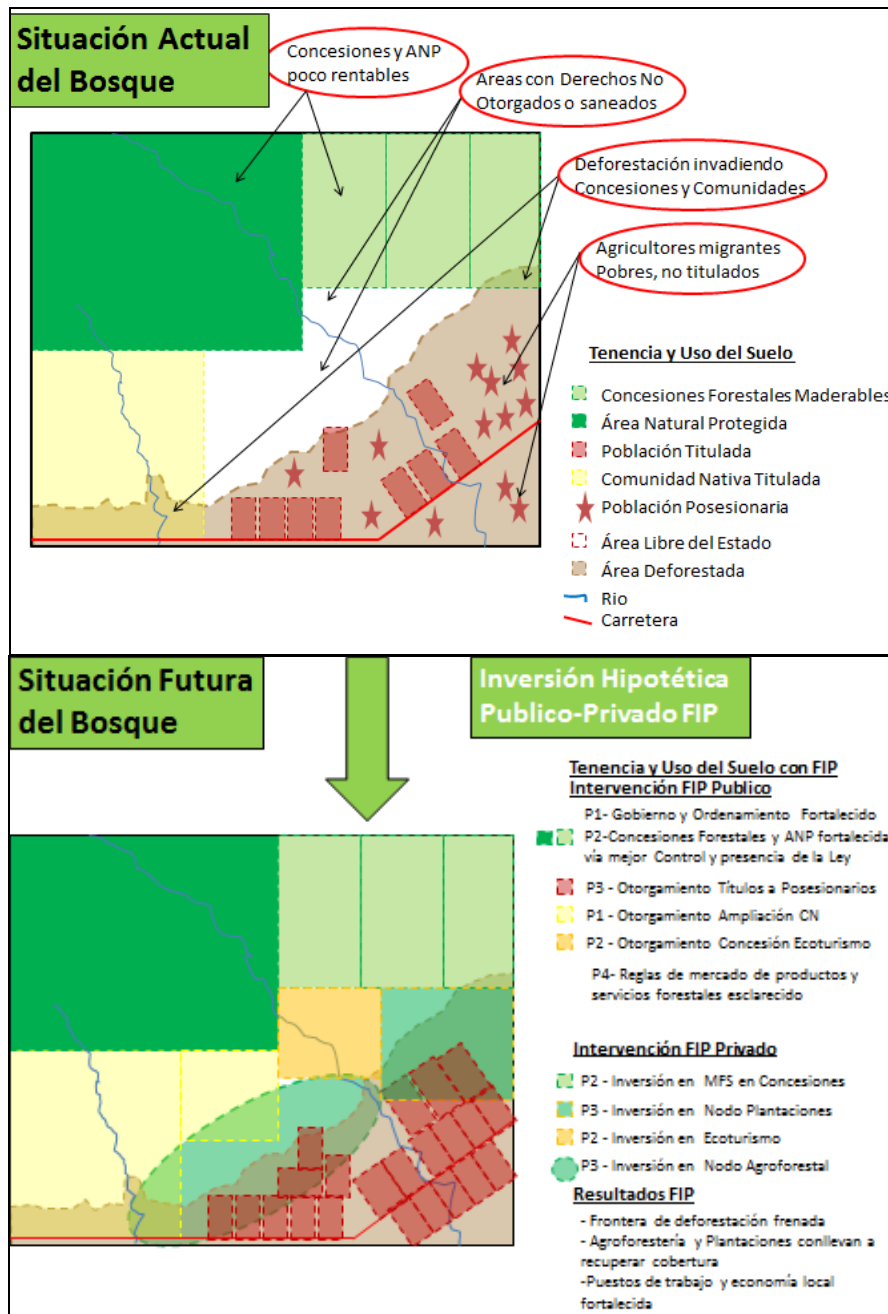 Situación Actual
del Bosque
Concesiones y ANP
poco rentables
Areas con Derechos No
Otorgados o saneados
Deforestación invadiendo
Concesiones y Comunidades
Agricultores migrantes
Pobres, no titulados
Tenencia y Uso del Suelo
Concesiones Forestales Maderables
Área Natural Protegida
Población Titulada
Comunidad Nativa Titulada
Población Posesionaria
Área Libre del Estado
Área Deforestada
Rio
Carretera
Situación Futura
del Bosque
Inversión Hipotética
Publico-Privado FIP
Tenencia y Uso del Suelo con FIP
Intervención FIP Publico
P1- Gobierno y Ordenamiento Fortalecido
P2-Concesiones Forestales y ANP fortalecida
vía mejor Control y presencia de la Ley
P3 - Otorgamiento Títulos a Posesionarios
P1 - Otorgamiento Ampliación CN
P2 - Otorgamiento Concesión Ecoturismo
P4- Reglas de mercado de productos y
servicios forestales esclarecido
Intervención FIP Privado
P2 - Inversión en MFS en Concesiones
P3 - Inversión en Nodo Plantaciones
P2 - Inversión en Ecoturismo
P3 - Inversión en Nodo Agroforestal
Resultados FIP
- Frontera de deforestación frenada
- Agroforestería y Plantaciones conllevan a
recuperar cobertura
-Puestos de trabajo y economía local
fortalecida